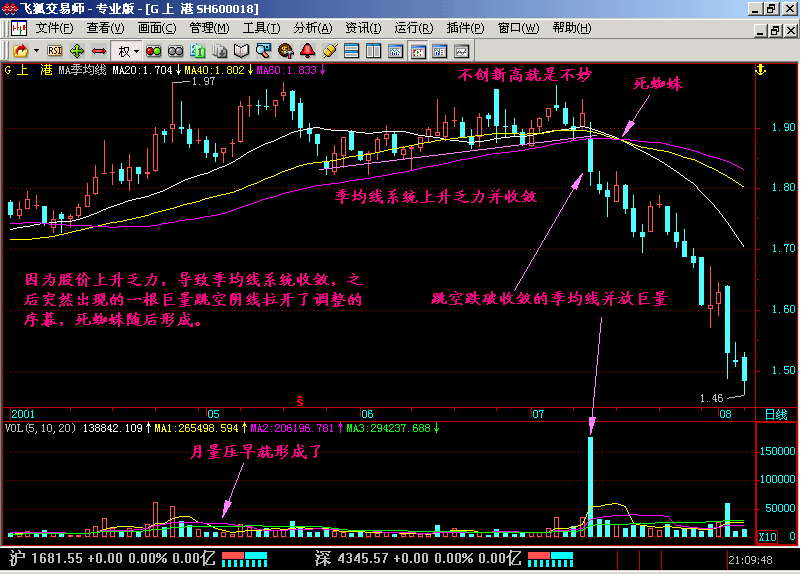 飞狐交易师 - 专业版 - [G 上  港 SH600018]
文件(F) 查看(V) 画面(C) 管理(M) 工具(T) 分析(A) 资讯(I) 运行(R) 插件(P) 窗口(W) 帮助(H)
RSI 权
G 上 港 MA季均线 MA20:1.704↓MA40:1.802↓MA60:1.833↓
1.97
不创新高就是不妙
死蜘蛛
1.90
1.80
季均线系统上升乏力并收敛
1.70
因为股价上升乏力，导致季均线系统收敛，之
后突然出现的一根巨量跳空阴线拉开了调整的
序幕，死蜘蛛随后形成。
跳空跌破收敛的季均线并放巨量
1.60
1.50
1.46
ŝ
2001 05 06 07 08 日线
VOL(5,10,20) 138842.109↑MA1:265498.594↑MA2:206196.781↑MA3:294237.688↓
月量压早就形成了
150000
100000
50000
X10 0
沪 1681.55 +0.00 0.00% 0.00亿 深 4345.57 +0.00 0.00% 0.00亿 21:09:48